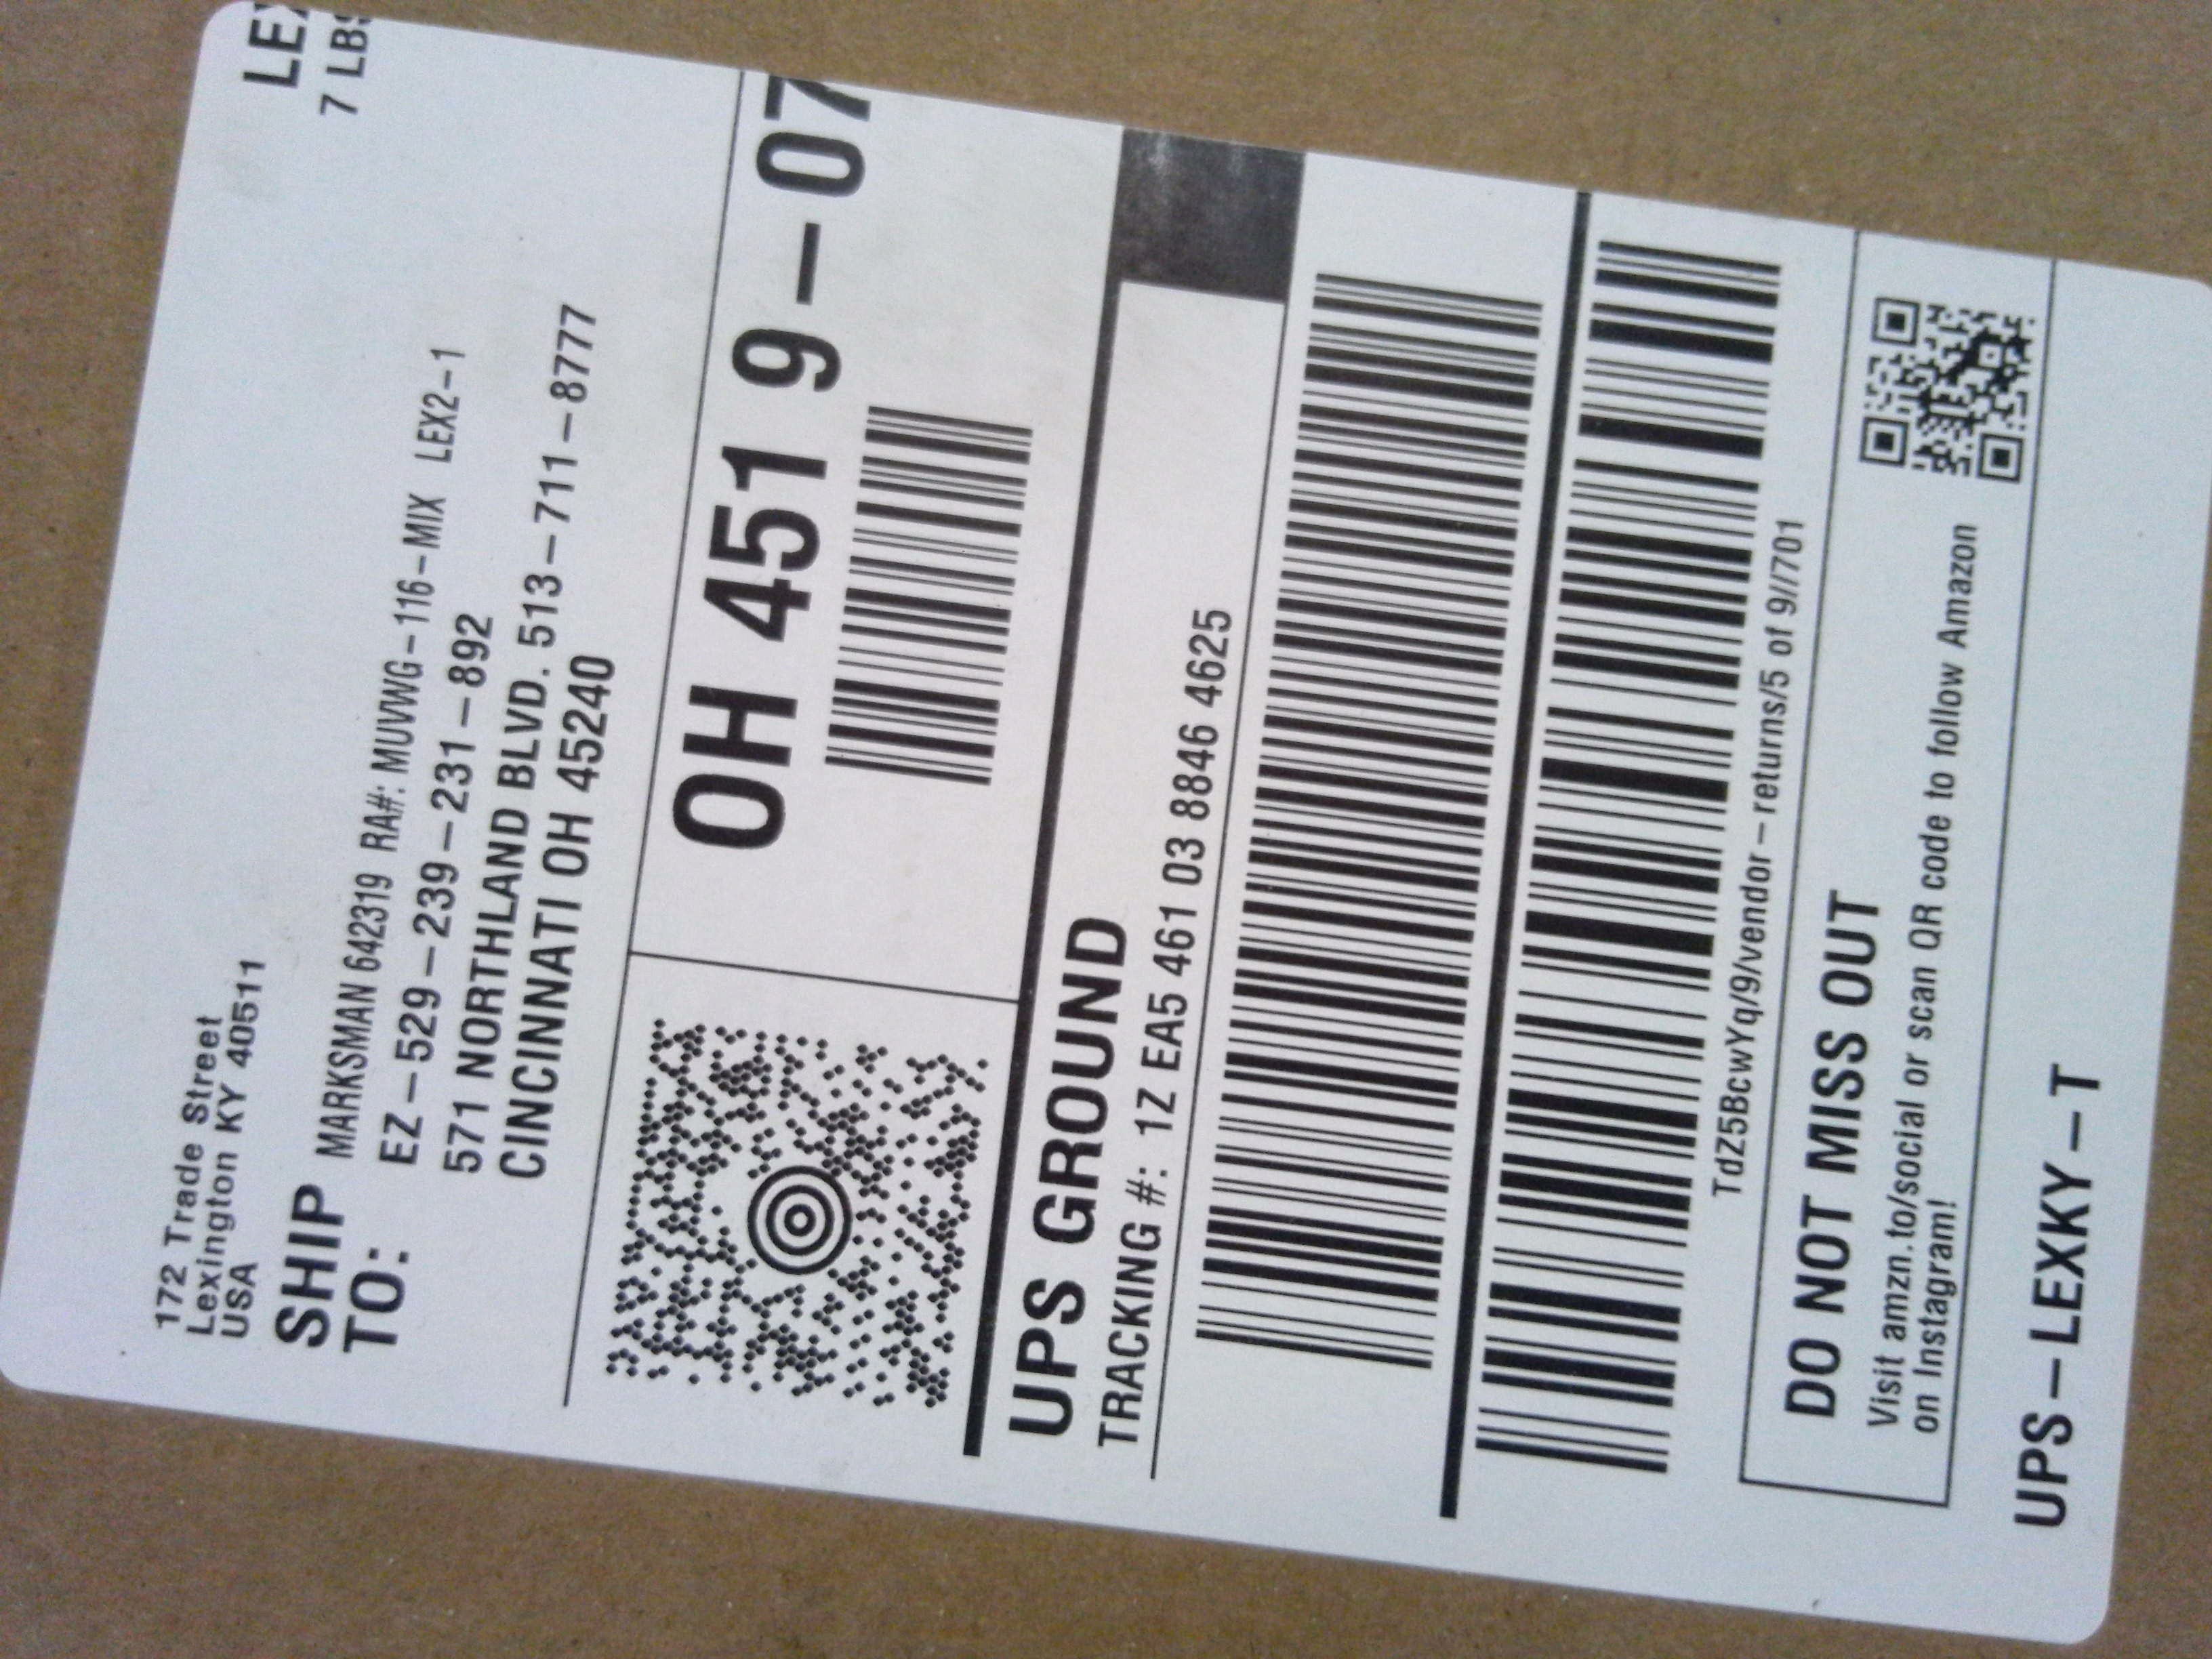 LEX
7 LBS
172 Trade Street
Lexington KY 40511
USA
SHIP
TO:
MARKSMAN 642319 RA#: MUVWG-116-MIX LEX2-1
EZ-529-239-231-892
571 NORTHLAND BLVD. 513-711-8777
CINCINNATI OH 45240
OH 451 9-07
UPS GROUND
TRACKING #: 1Z EA5 461 03 8846 4625
TdZ5BcwYq/9/vendor-returns/5 of 9//701
DO NOT MISS OUT
Visit amzn.to/social or scan QR code to follow Amazon
on Instagram!
UPS-LEXKY-T